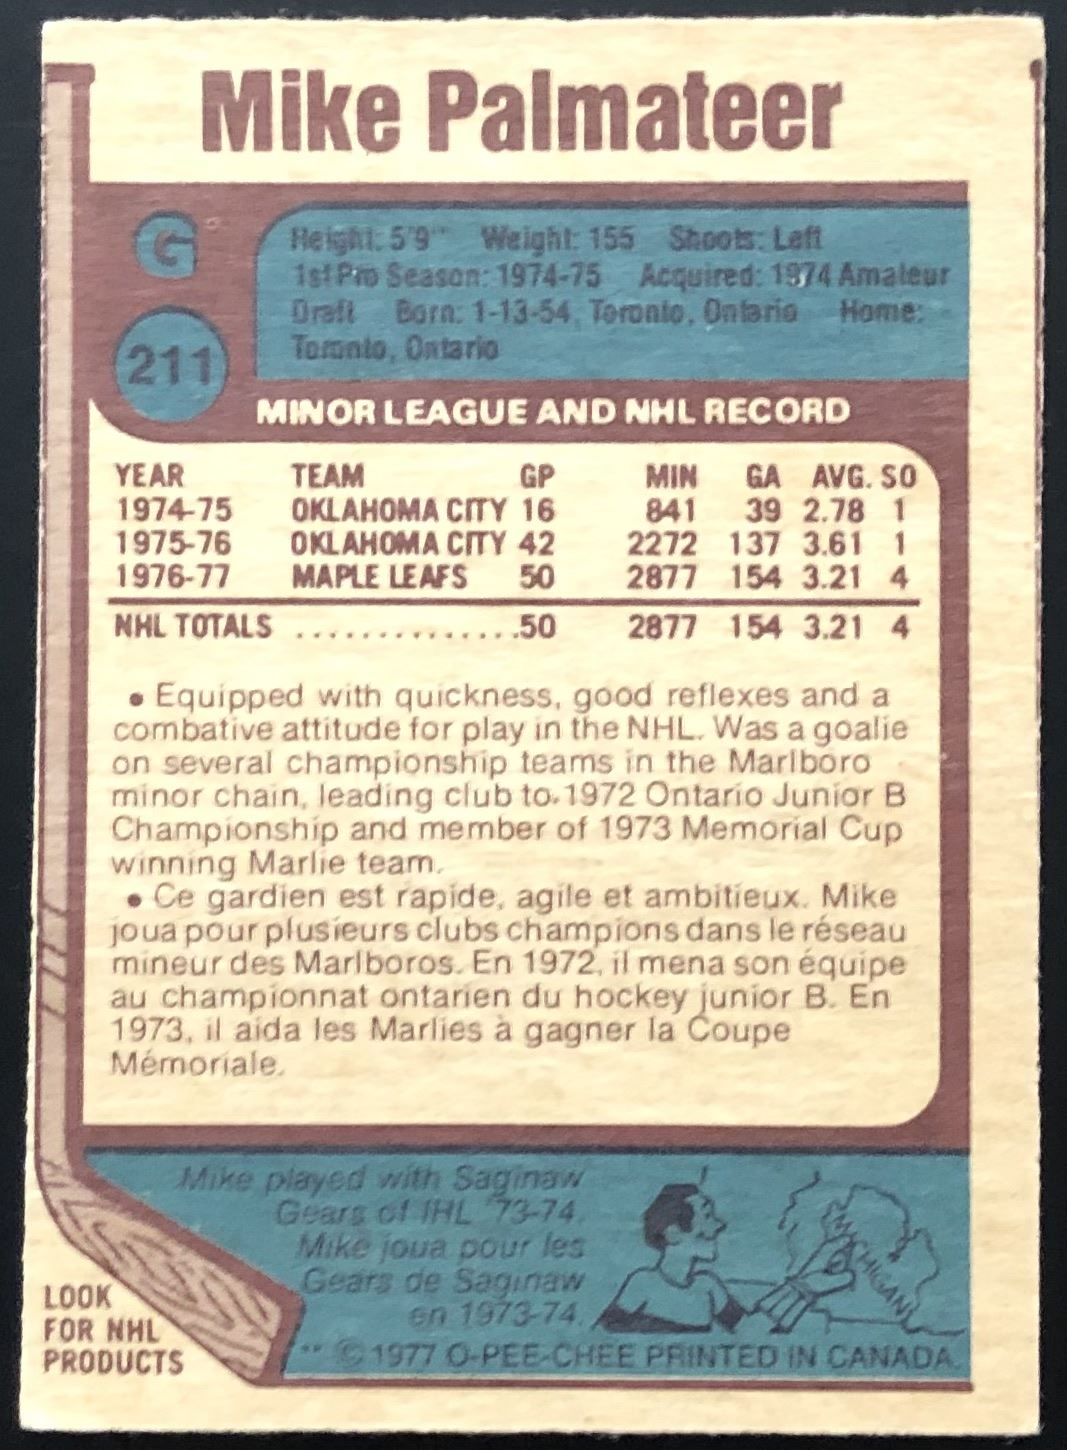 Mike Palmateer
G
Height: 5'9" Weight: 155 Shoots: Left
1st Pro Season: 1974-75 Acquired: 1974 Amateur
Draft Born: 1-13-54, Toronto, Ontario Home:
Toronto, Ontario
211
MINOR LEAGUE AND NHL RECORD
YEAR TEAM GP MIN GA AVG. SO
1974-75 OKLAHOMA CITY 16 841 39 2.78 1
1975-76 OKLAHOMA CITY 42 2272 137 3.61 1
1976-77 MAPLE LEAFS 50 2877 154 3.21 4
NHL TOTALS ..............50 2877 154 3.21 4
• Equipped with quickness, good reflexes and a
combative attitude for play in the NHL. Was a goalie
on several championship teams in the Marlboro
minor chain, leading club to 1972 Ontario Junior B
Championship and member of 1973 Memorial Cup
winning Marlie team.
• Ce gardien est rapide, agile et ambitieux. Mike
joua pour plusieurs clubs champions dans le réseau
mineur des Marlboros. En 1972, il mena son équipe
au championnat ontarien du hockey junior B. En
1973, il aida les Marlies à gagner la Coupe
Mémoriale.
Mike played with Saginaw
Gears of IHL '73-74.
Mike joua pour les
Gears de Saginaw
en 1973-74.
MICHIGAN
LOOK
FOR NHL
PRODUCTS
** © 1977 O-PEE-CHEE PRINTED IN CANADA